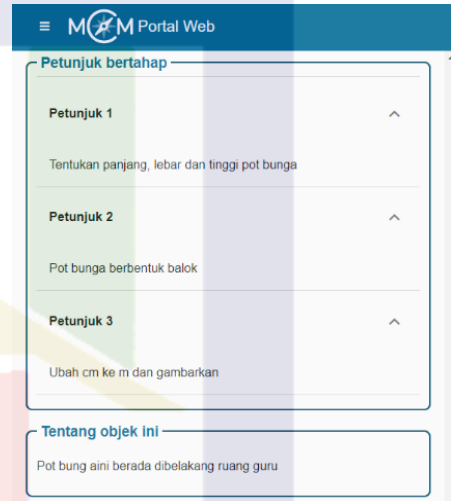 MCM Portal Web
Petunjuk bertahap
Petunjuk 1
Tentukan panjang, lebar dan tinggi pot bunga
Petunjuk 2
Pot bunga berbentuk balok
Petunjuk 3
Ubah cm ke m dan gambarkan
Tentang objek ini
Pot bung aini berada dibelakang ruang guru